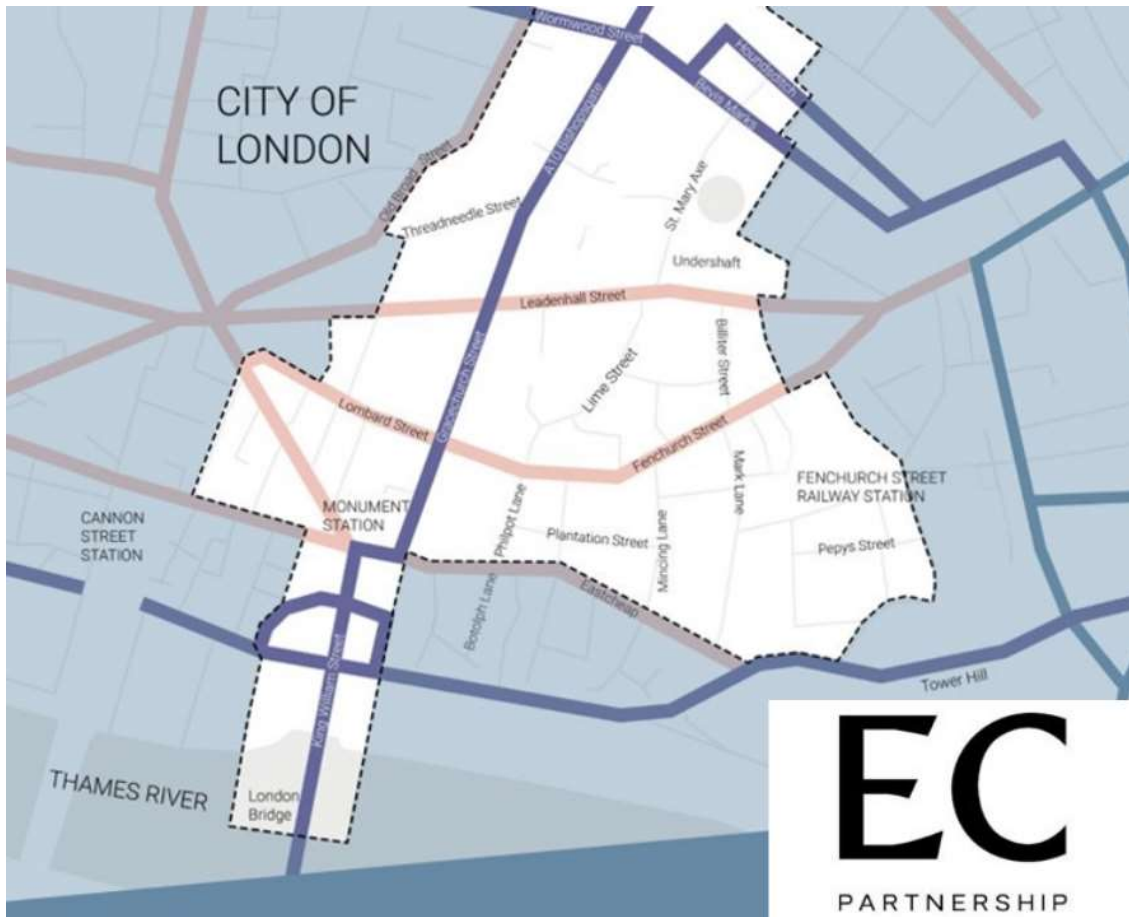 Wormwood Street
Houndsditch
Bevis Marks
CITY OF
LONDON
A10 Bishopsgate
Old Broad Street
St. Mary Axe
Threadneedle Street
Undershaft
Leadenhall Street
Billiter Street
Lime Street
Gracechurch Street
Lombard Street
Fenchurch Street
Mark Lane
FENCHURCH STREET
RAILWAY STATION
MONUMENT
STATION
CANNON
STREET
STATION
Philpot Lane
Plantation Street
Mincing Lane
Pepys Street
Botolph Lane
Eastcheap
King William Street
Tower Hill
THAMES RIVER
London
Bridge
EC
PARTNERSHIP